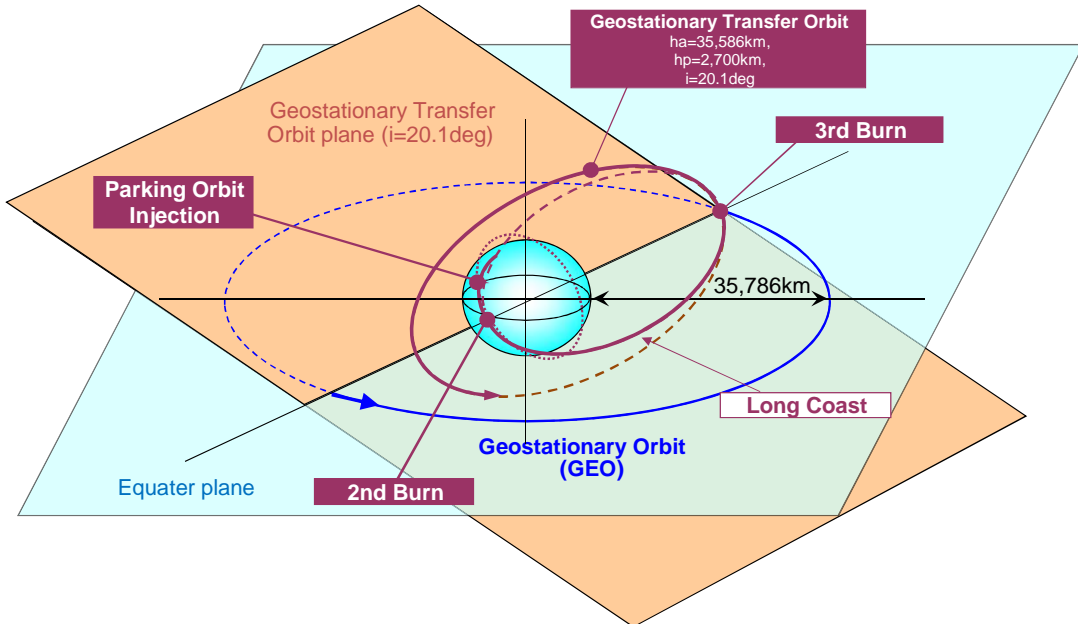 Geostationary Transfer Orbit
ha=35,586km,
hp=2,700km,
i=20.1deg
Geostationary Transfer
Orbit plane (i=20.1deg)
3rd Burn
Parking Orbit
Injection
35,786km
Long Coast
Geostationary Orbit
(GEO)
Equater plane
2nd Burn